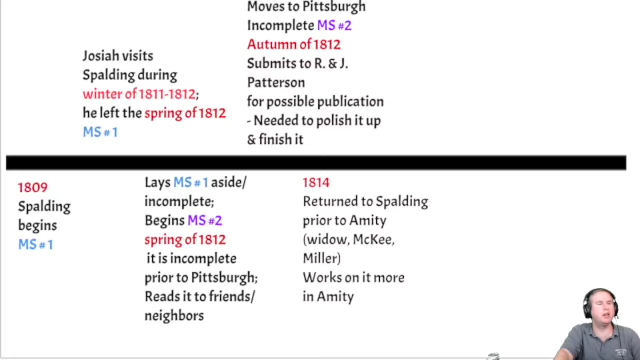 Moves to Pittsburgh
Incomplete MS #2
Autumn of 1812
Submits to R. & J.
Patterson
for possible publication
- Needed to polish it up
& finish it
Josiah visits
Spalding during
winter of 1811-1812;
he left the spring of 1812
MS # 1
1809
Spalding
begins
MS # 1
Lays MS # 1 aside/
incomplete;
Begins MS #2
spring of 1812
it is incomplete
prior to Pittsburgh;
Reads it to friends/
neighbors
1814
Returned to Spalding
prior to Amity
(widow, McKee,
Miller)
Works on it more
in Amity